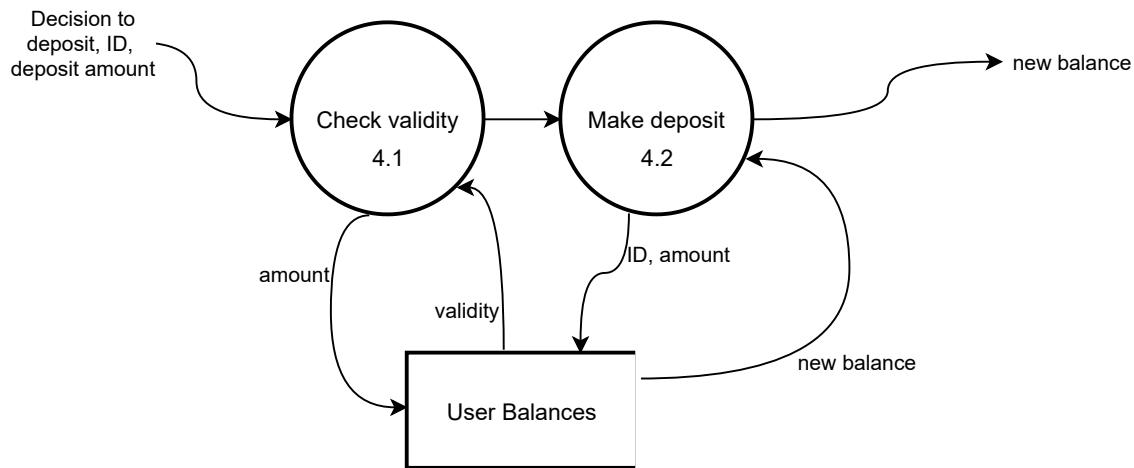 Decision to
deposit, ID,
deposit amount
Check validity
4.1
Make deposit
4.2
new balance
amount
validity
ID, amount
new balance
User Balances